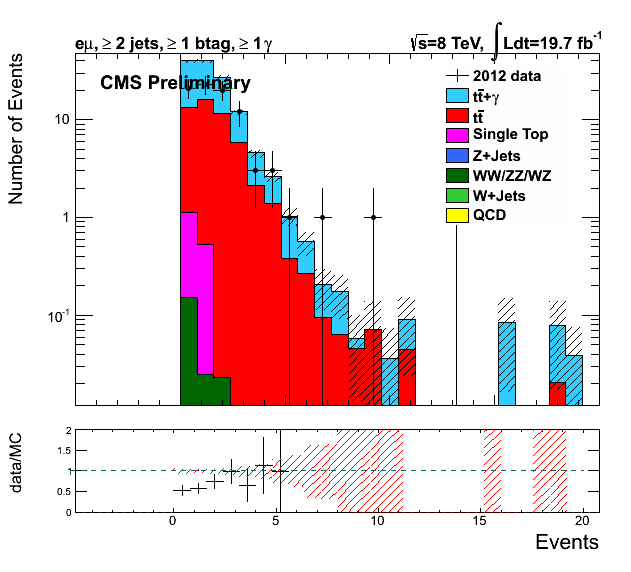 eμ, ≥ 2 jets, ≥ 1 btag, ≥ 1 γ
√s=8 TeV, ∫ Ldt=19.7 fb⁻¹
CMS Preliminary
Number of Events
10
1
10⁻¹
2012 data
tt̄+γ
tt̄
Single Top
Z+Jets
WW/ZZ/WZ
W+Jets
QCD
data/MC
2
1.5
1
0.5
0
0 5 10 15 20
Events